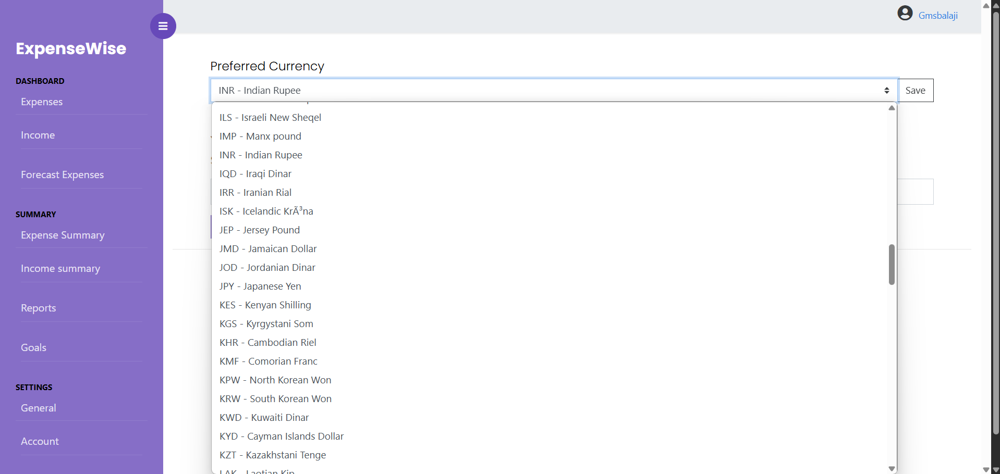 Gmsbalaji
ExpenseWise
DASHBOARD
Expenses
Income
Forecast Expenses
SUMMARY
Expense Summary
Income summary
Reports
Goals
SETTINGS
General
Account
Preferred Currency
INR - Indian Rupee
Save
ILS - Israeli New Sheqel
IMP - Manx pound
INR - Indian Rupee
IQD - Iraqi Dinar
IRR - Iranian Rial
ISK - Icelandic KrÃ³na
JEP - Jersey Pound
JMD - Jamaican Dollar
JOD - Jordanian Dinar
JPY - Japanese Yen
KES - Kenyan Shilling
KGS - Kyrgystani Som
KHR - Cambodian Riel
KMF - Comorian Franc
KPW - North Korean Won
KRW - South Korean Won
KWD - Kuwaiti Dinar
KYD - Cayman Islands Dollar
KZT - Kazakhstani Tenge
LAK - Laotian Kip